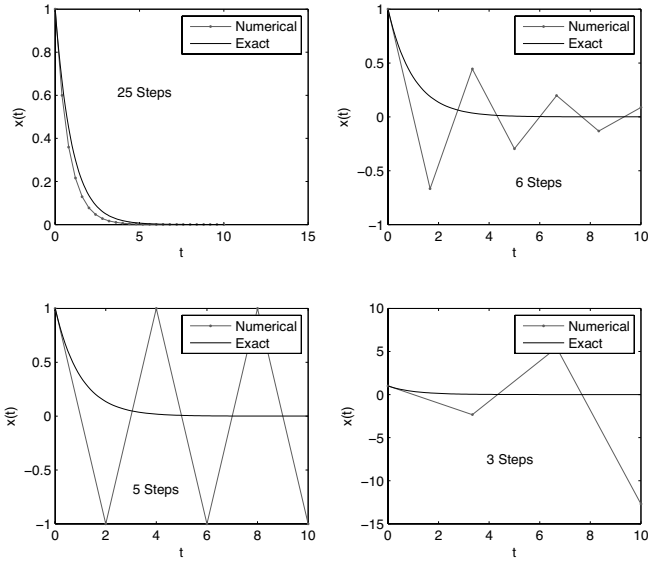 1
0.8
0.6
0.4
0.2
0
0 5 10 15
x(t)
t
Numerical
Exact
25 Steps
1
0.5
0
−0.5
−1
0 2 4 6 8 10
x(t)
t
Numerical
Exact
6 Steps
1
0.5
0
−0.5
−1
0 2 4 6 8 10
x(t)
t
Numerical
Exact
5 Steps
10
5
0
−5
−10
−15
0 2 4 6 8 10
x(t)
t
Numerical
Exact
3 Steps